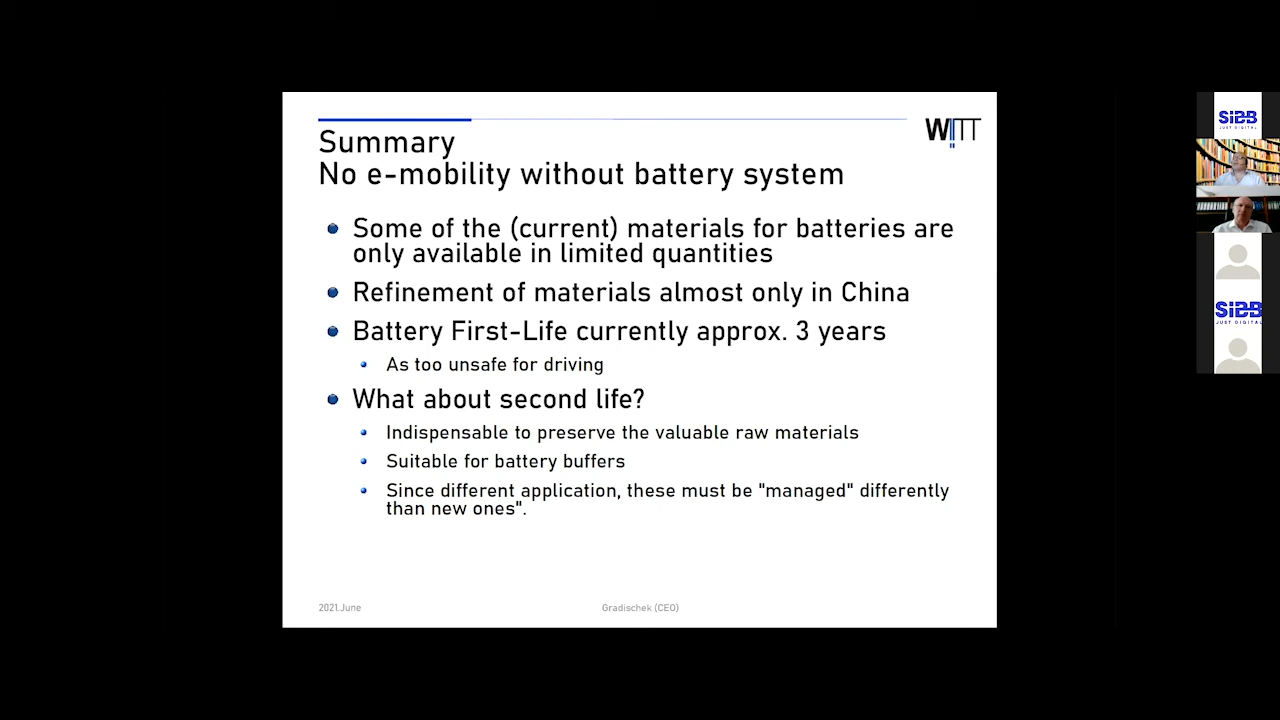 Summary
WITT
No e-mobility without battery system
Some of the (current) materials for batteries are
only available in limited quantities
Refinement of materials almost only in China
Battery First-Life currently approx. 3 years
As too unsafe for driving
What about second life?
Indispensable to preserve the valuable raw materials
Suitable for battery buffers
Since different application, these must be "managed" differently
than new ones".
2021.June
Gradischek (CEO)
SiBB
JUST DIGITAL
SiBB
JUST DIGITAL